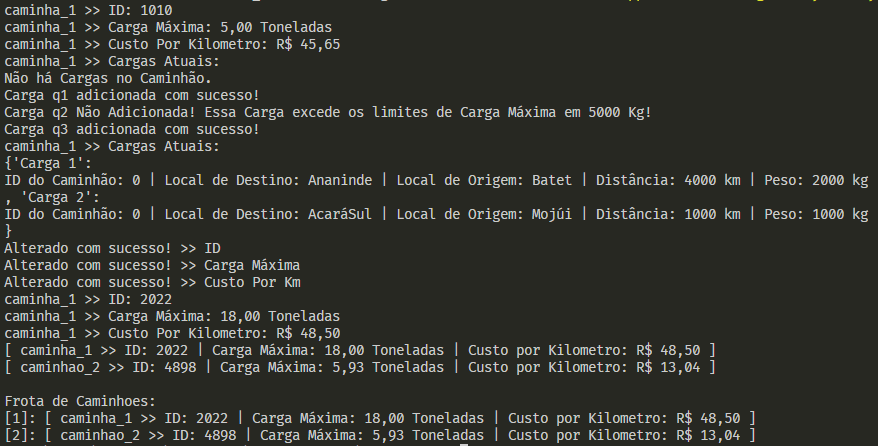 caminha_1 >> ID: 1010
caminha_1 >> Carga Máxima: 5,00 Toneladas
caminha_1 >> Custo Por Kilometro: R$ 45,65
caminha_1 >> Cargas Atuais:
Não há Cargas no Caminhão.
Carga q1 adicionada com sucesso!
Carga q2 Não Adicionada! Essa Carga excede os limites de Carga Máxima em 5000 Kg!
Carga q3 adicionada com sucesso!
caminha_1 >> Cargas Atuais:
{'Carga 1':
ID do Caminhão: 0 | Local de Destino: Ananinde | Local de Origem: Batet | Distância: 4000 km | Peso: 2000 kg
, 'Carga 2':
ID do Caminhão: 0 | Local de Destino: AcaráSul | Local de Origem: Mojúi | Distância: 1000 km | Peso: 1000 kg
}
Alterado com sucesso! >> ID
Alterado com sucesso! >> Carga Máxima
Alterado com sucesso! >> Custo Por Km
caminha_1 >> ID: 2022
caminha_1 >> Carga Máxima: 18,00 Toneladas
caminha_1 >> Custo Por Kilometro: R$ 48,50
[ caminha_1 >> ID: 2022 | Carga Máxima: 18,00 Toneladas | Custo por Kilometro: R$ 48,50 ]
[ caminhao_2 >> ID: 4898 | Carga Máxima: 5,93 Toneladas | Custo por Kilometro: R$ 13,04 ]
Frota de Caminhoes:
[1]: [ caminha_1 >> ID: 2022 | Carga Máxima: 18,00 Toneladas | Custo por Kilometro: R$ 48,50 ]
[2]: [ caminhao_2 >> ID: 4898 | Carga Máxima: 5,93 Toneladas | Custo por Kilometro: R$ 13,04 ]